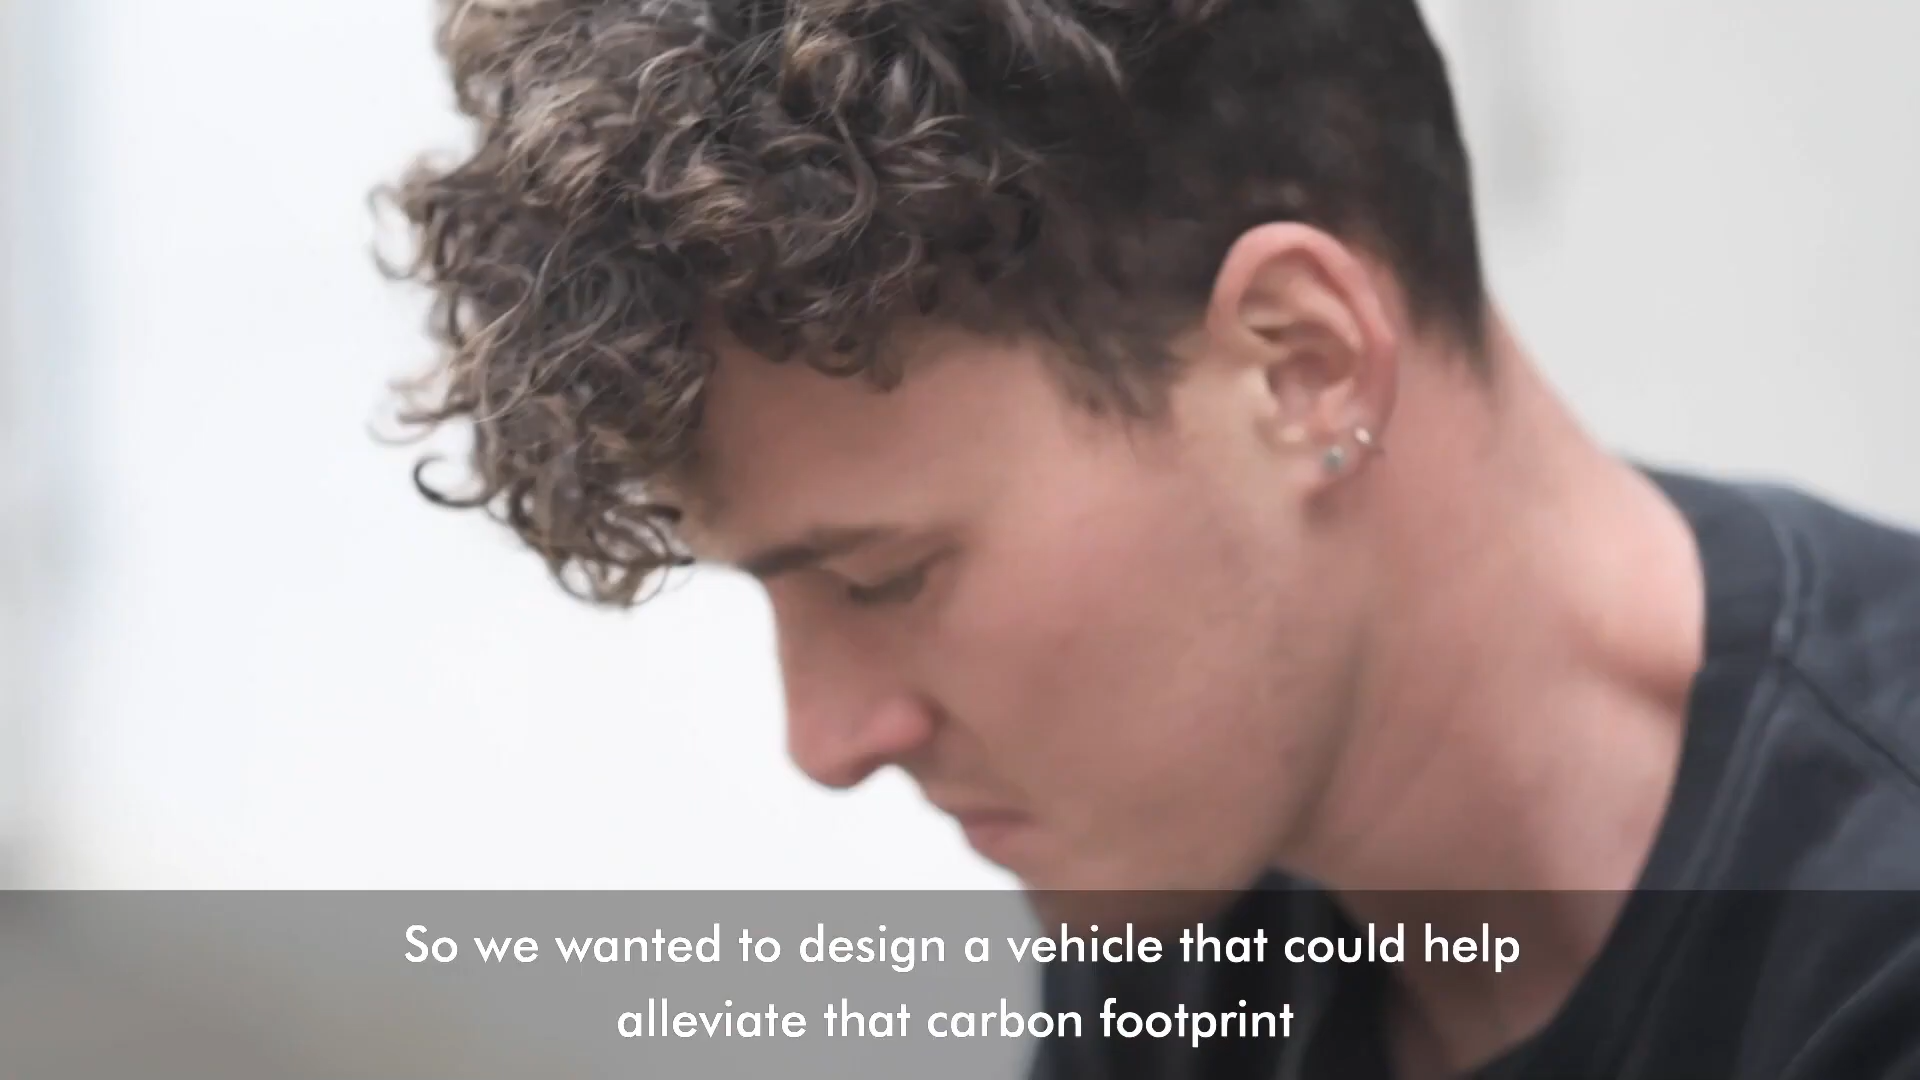 So we wanted to design a vehicle that could help
alleviate that carbon footprint